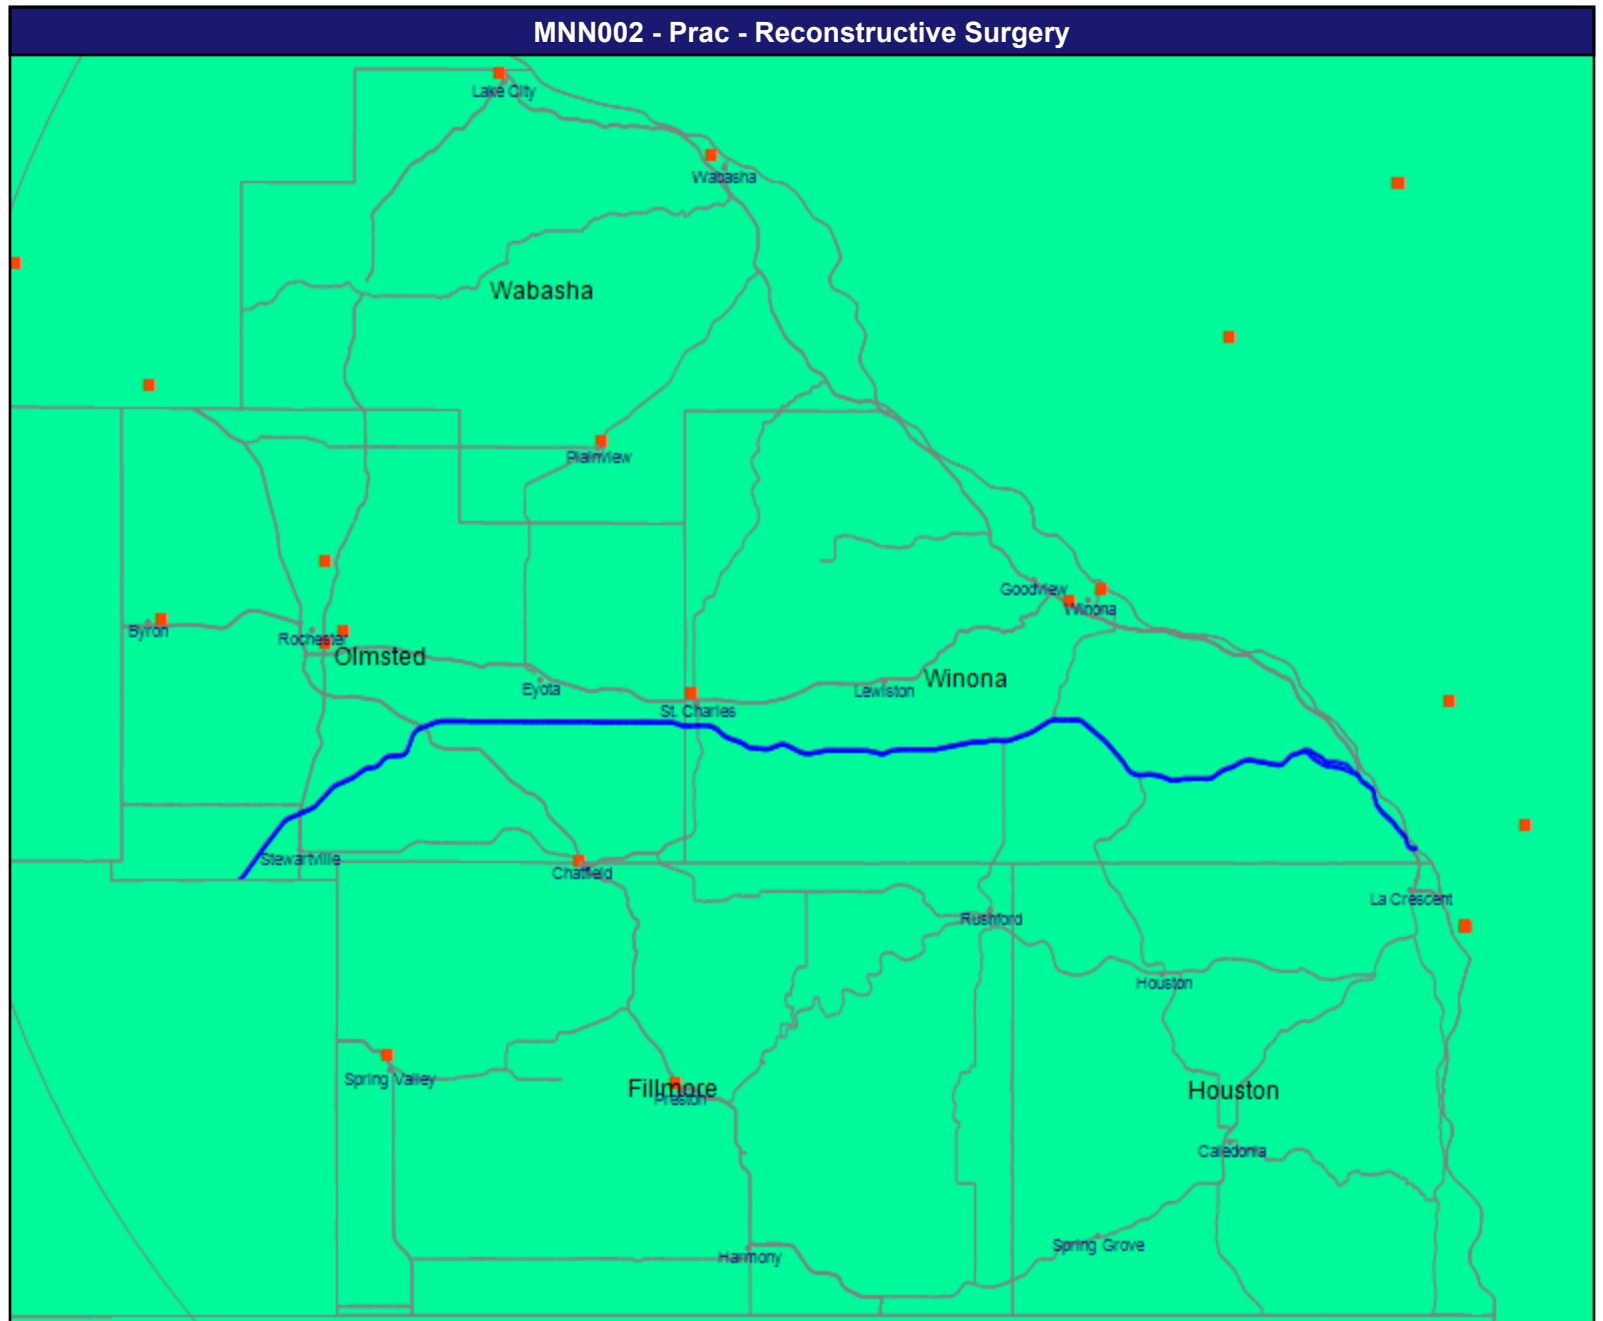 MNN002 - Prac - Reconstructive Surgery
Lake City
Wabasha
Wabasha
Plainview
Goodview
Winona
Byron
Rochester
Olmsted
Eyota
St. Charles
Lewiston
Winona
Stewartville
Chatfield
La Crescent
Rushford
Houston
Spring Valley
Fillmore
Preston
Houston
Caledonia
Harmony
Spring Grove